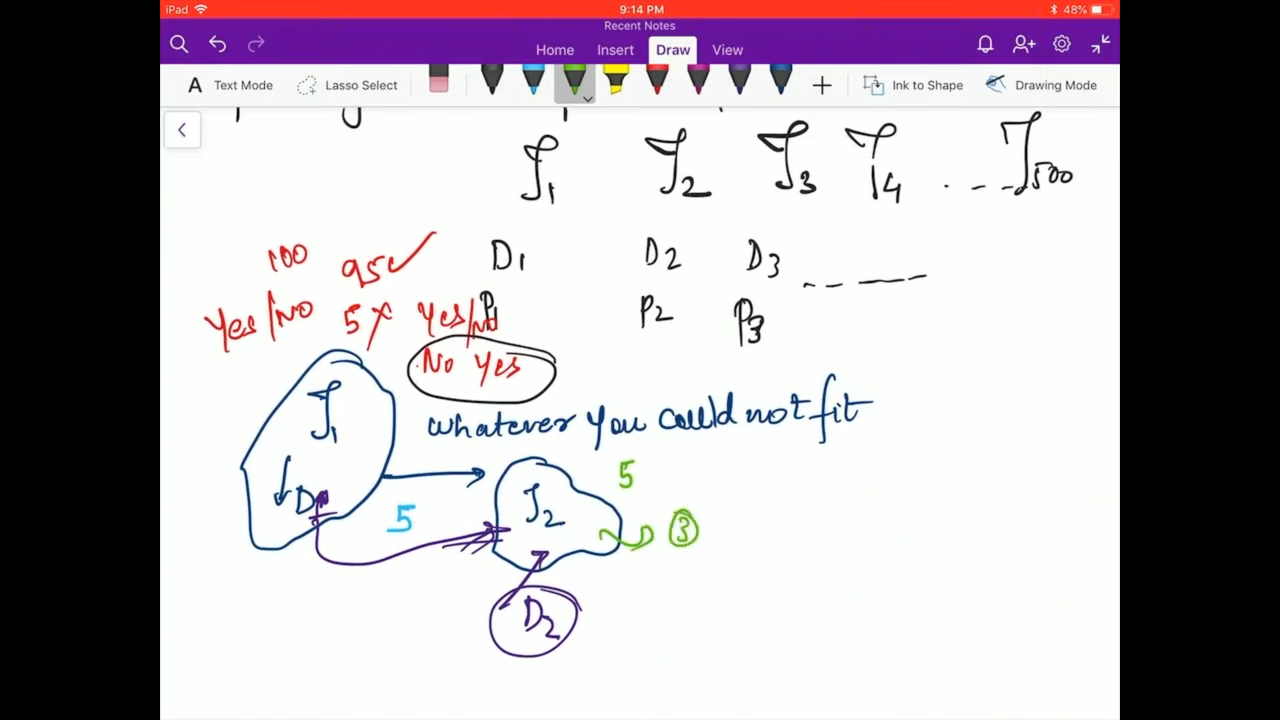 iPad 9:14 PM 48%
Recent Notes
Home Insert Draw View
A Text Mode Lasso Select Ink to Shape Drawing Mode
T1 T2 T3 T4 . - - - T500
D1 D2 D3 - - - - -
100 95✓
Yes/No 5 x Yes/No P1 P2 P3
No Yes
T1
whatever you could not fit
D
5
T2
5
3
D2